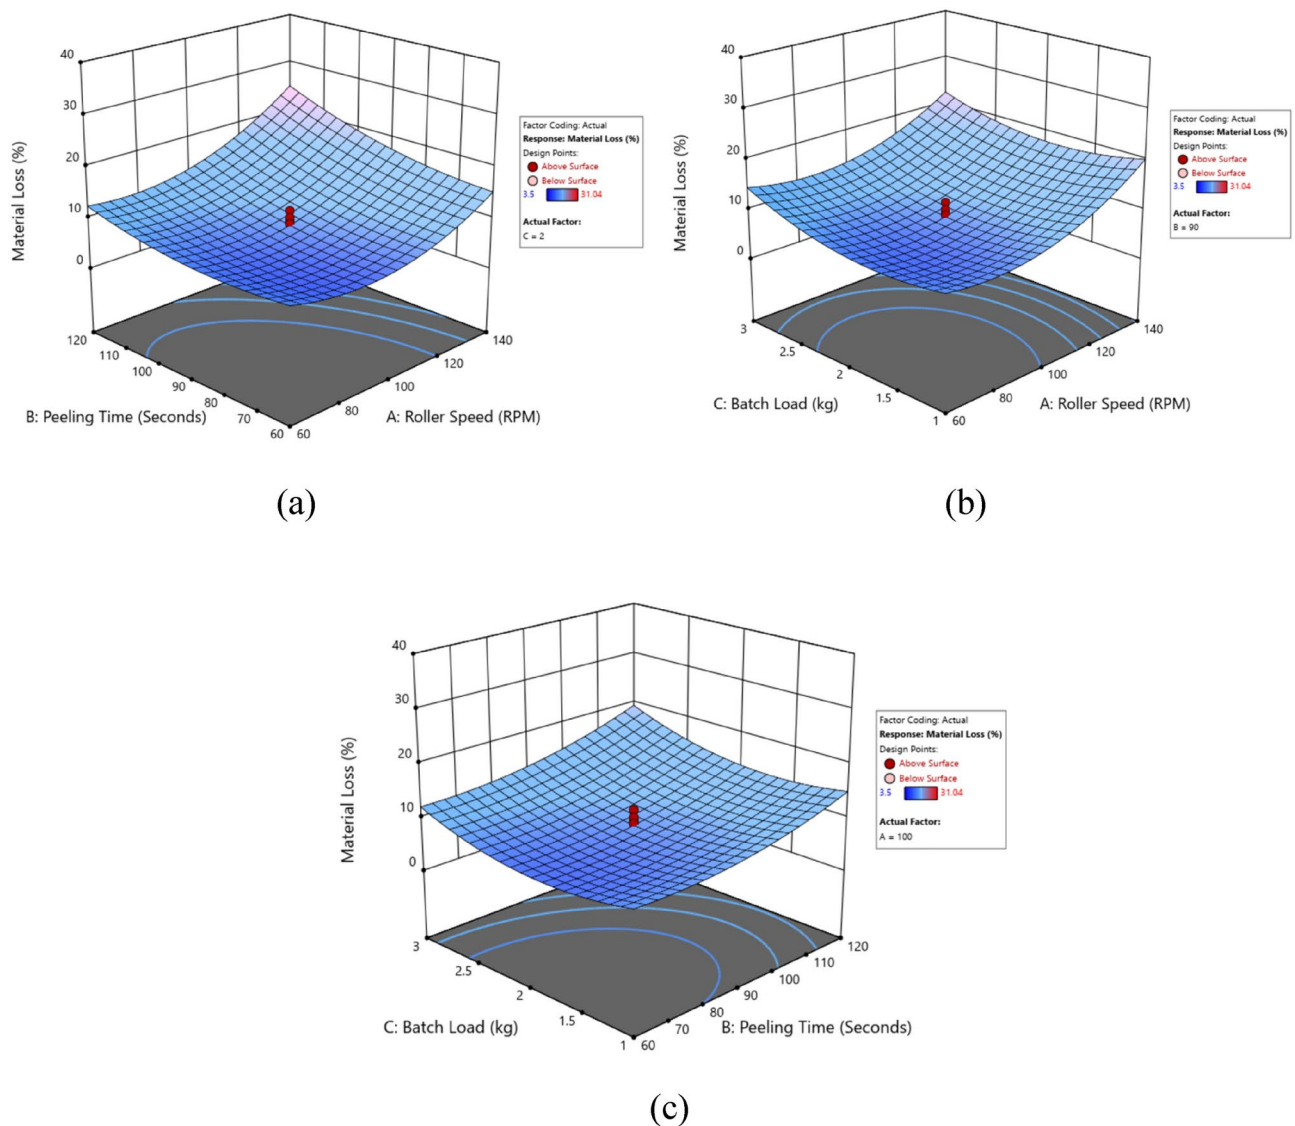 40
30
20
10
0
Material Loss (%)
120
110
100
90
80
70
60
B: Peeling Time (Seconds)
60
80
100
120
140
A: Roller Speed (RPM)
Factor Coding: Actual
Response: Material Loss (%)
Design Points:
Above Surface
Below Surface
3.5 31.04
Actual Factor:
C = 2
(a)
40
30
20
10
0
Material Loss (%)
3
2.5
2
1.5
1
C: Batch Load (kg)
60
80
100
120
140
A: Roller Speed (RPM)
Factor Coding: Actual
Response: Material Loss (%)
Design Points:
Above Surface
Below Surface
3.5 31.04
Actual Factor:
B = 90
(b)
40
30
20
10
0
Material Loss (%)
3
2.5
2
1.5
1
C: Batch Load (kg)
60
70
80
90
100
110
120
B: Peeling Time (Seconds)
Factor Coding: Actual
Response: Material Loss (%)
Design Points:
Above Surface
Below Surface
3.5 31.04
Actual Factor:
A = 100
(c)